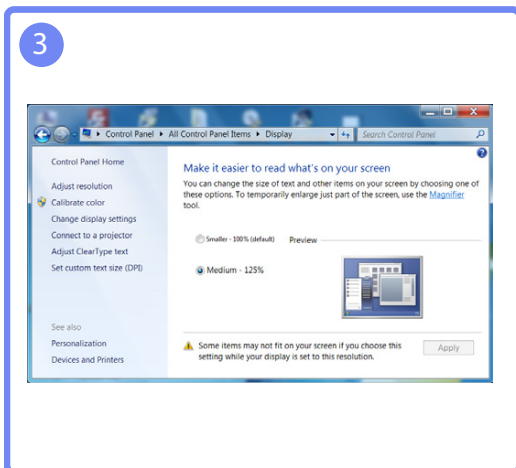 3
Control Panel ▸ All Control Panel Items ▸ Display
Search Control Panel
Control Panel Home
Adjust resolution
Calibrate color
Change display settings
Connect to a projector
Adjust ClearType text
Set custom text size (DPI)
See also
Personalization
Devices and Printers
Make it easier to read what's on your screen
You can change the size of text and other items on your screen by choosing one of
these options. To temporarily enlarge just part of the screen, use the Magnifier
tool.
Smaller - 100% (default)
Preview
Medium - 125%
Some items may not fit on your screen if you choose this
setting while your display is set to this resolution.
Apply